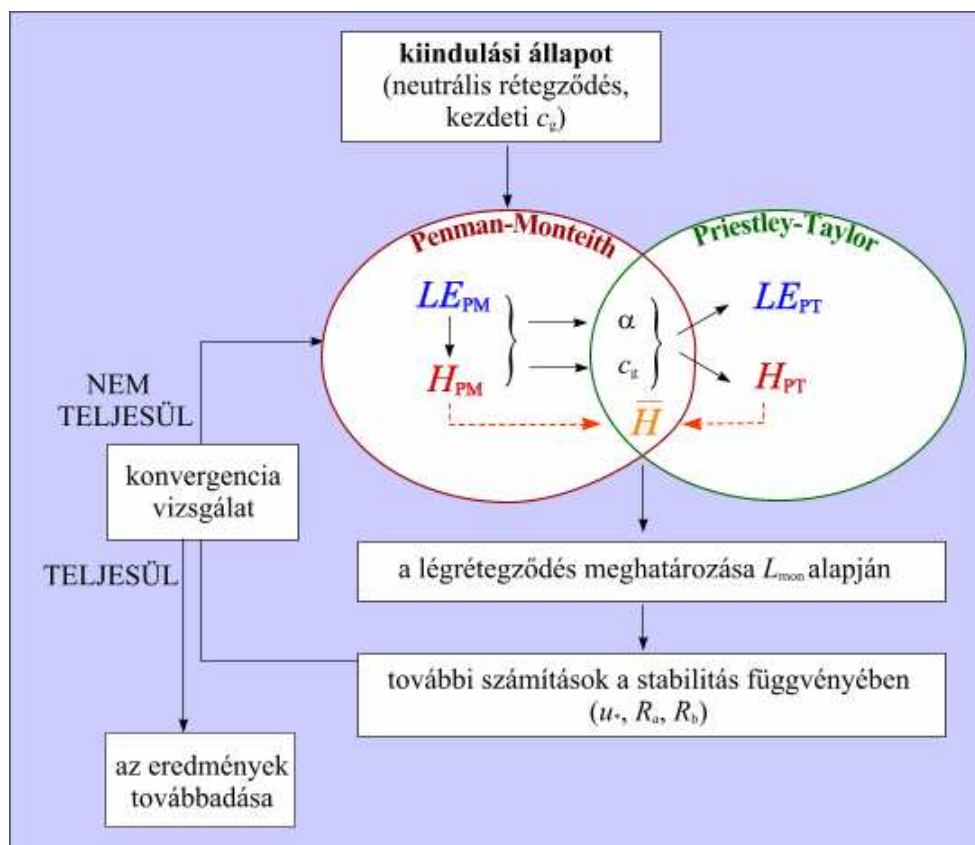 kiindulási állapot
(neutrális rétegződés,
kezdeti c_g)
Penman-Monteith
Priestley-Taylor
LE_PM
H_PM
α
c_g
H̅
LE_PT
H_PT
NEM
TELJESÜL
konvergencia
vizsgálat
TELJESÜL
a légrétegződés meghatározása L_mon alapján
további számítások a stabilitás függvényében
(u_*, R_a, R_b)
az eredmények
továbbadása